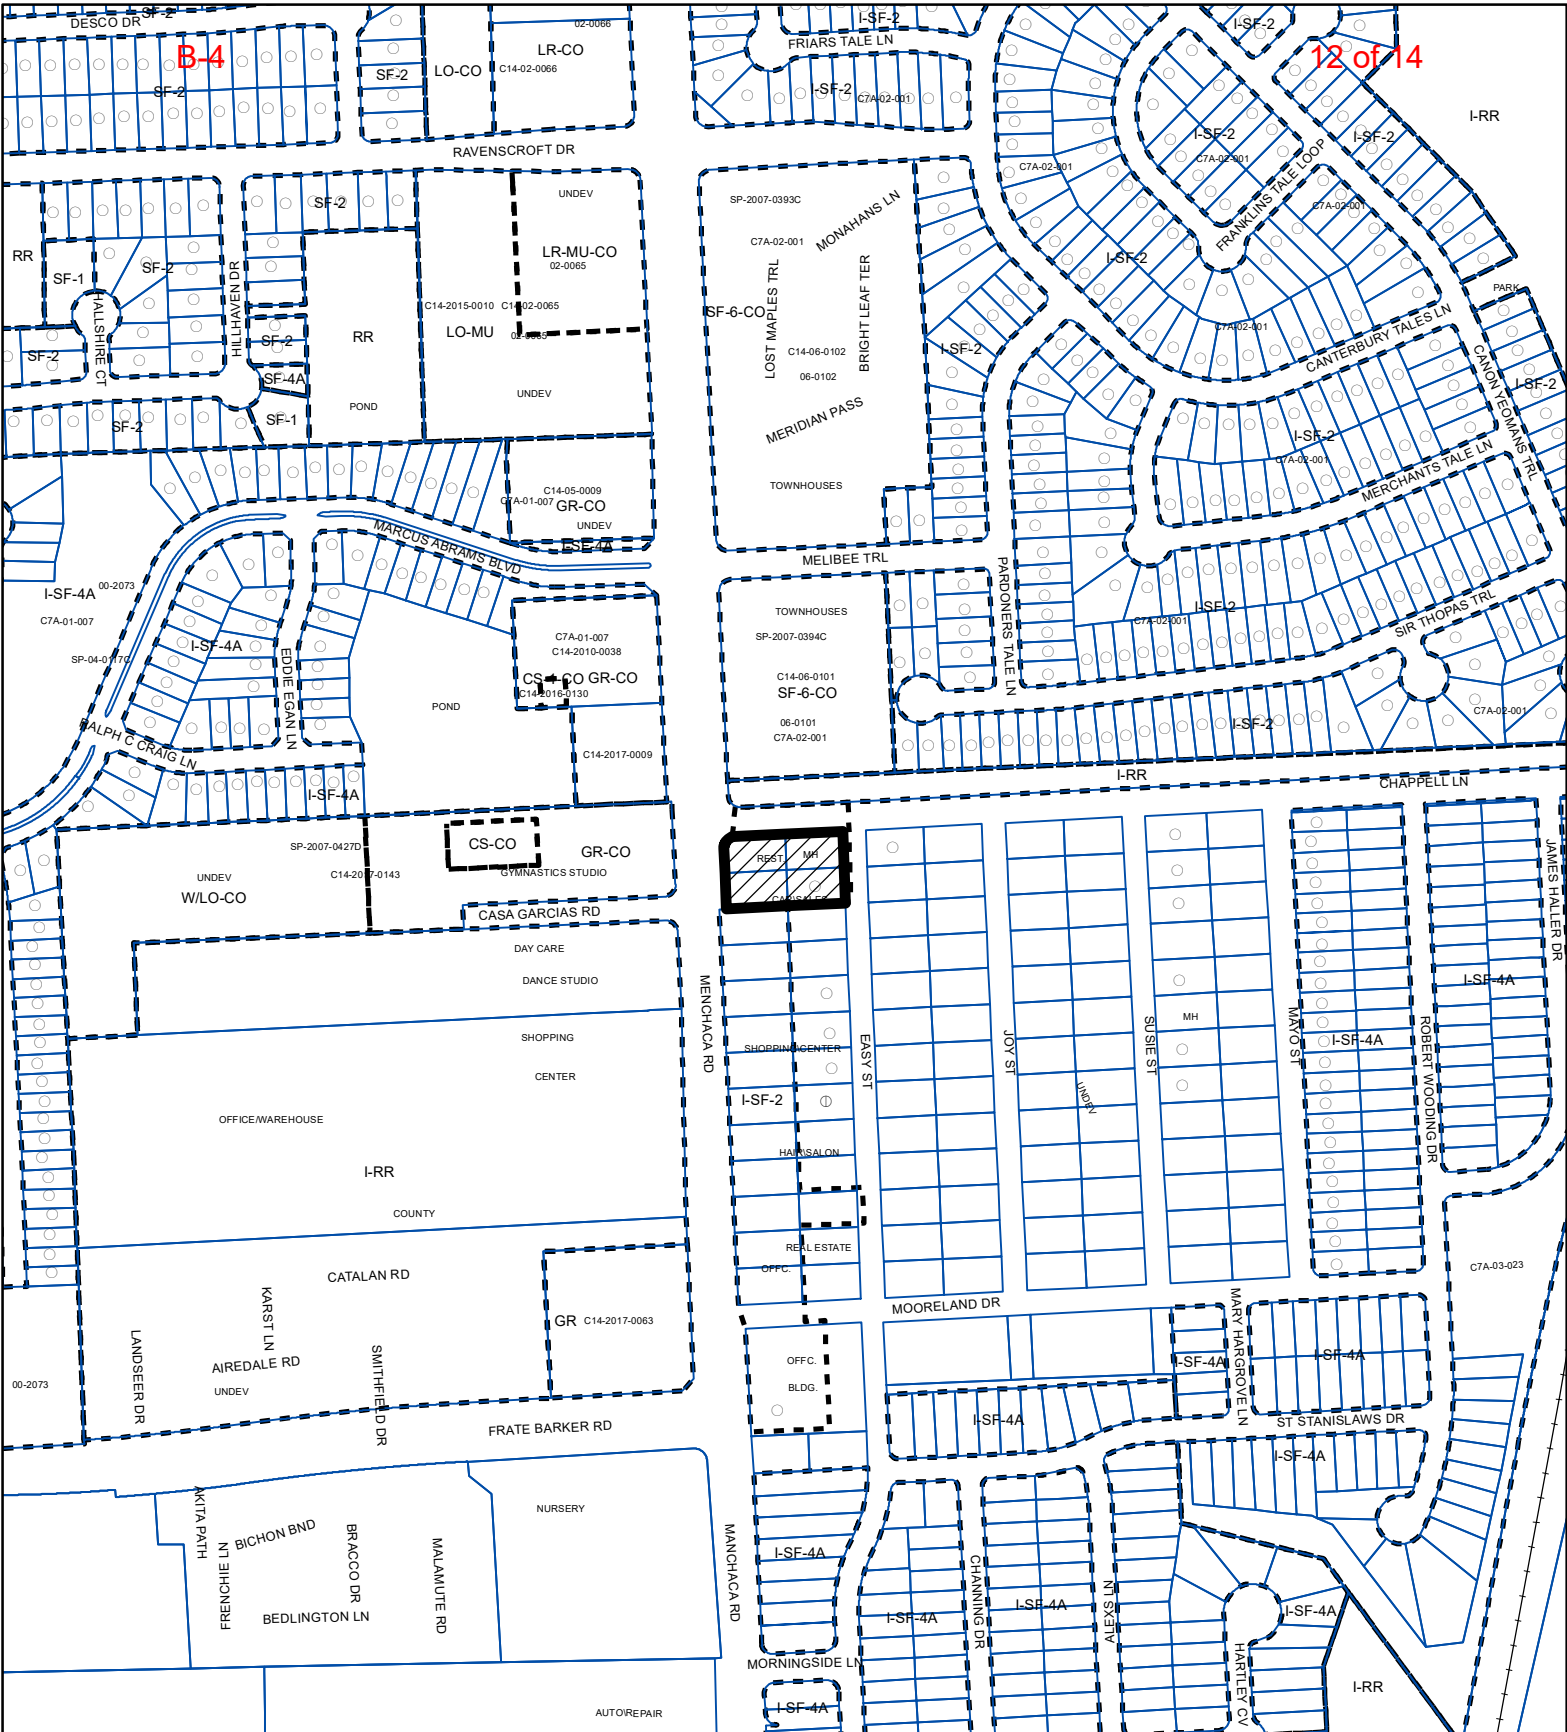 DESCO DR
SF-2
B-4
SF-2
SF-2
LO-CO
02-0066
LR-CO
C14-02-0066
I-SF-2
FRIARS TALE LN
I-SF-2
C7A-02-001
I-SF-2
12 of 14
I-RR
I-SF-2
C7A-02-001
I-SF-2
C7A-02-001
FRANKLINS TALE LOOP
C7A-02-001
I-SF-2
RAVENSCROFT DR
UNDEV
SP-2007-0393C
MONAHANS LN
C7A-02-001
SF-2
LR-MU-CO
02-0065
RR
SF-1
SF-2
HALLSHIRE CT
HILLHAVEN DR
C14-2015-0010
C14-02-0065
LO-MU
02-0065
RR
SF-6-CO
LOST MAPLES TRL
BRIGHT LEAF TER
C14-06-0102
06-0102
I-SF-2
C7A-02-001
CANTERBURY TALES LN
PARK
CANON YEOMANS TRL
I-SF-2
SF-2
SF-2
SF-4A
SF-1
SF-2
POND
UNDEV
MERIDIAN PASS
I-SF-2
C7A-02-001
MERCHANTS TALE LN
TOWNHOUSES
C14-05-0009
C7A-01-007
GR-CO
UNDEV
I-SF-4A
MARCUS ABRAMS BLVD
MELIBEE TRL
PARDONERS TALE LN
00-2073
I-SF-4A
C7A-01-007
SP-04-0117C
I-SF-4A
EDDIE EGAN LN
RALPH C CRAIG LN
I-SF-4A
POND
C7A-01-007
C14-2010-0038
CS-1-CO
GR-CO
C14-2016-0130
C14-2017-0009
TOWNHOUSES
SP-2007-0394C
C14-06-0101
SF-6-CO
06-0101
C7A-02-001
I-SF-2
C7A-02-001
SIR THOPAS TRL
I-SF-2
C7A-02-001
I-RR
CHAPPELL LN
SP-2007-0427D
CS-CO
GR-CO
UNDEV
C14-2017-0143
GYMNASTICS STUDIO
W/LO-CO
CASA GARCIAS RD
REST.
MH
CAR\SALES
JAMES HALLER DR
DAY CARE
DANCE STUDIO
MENCHACA RD
I-SF-4A
SHOPPING
CENTER
SHOPPING\CENTER
EASY ST
JOY ST
SUSIE ST
MH
MAYO ST
I-SF-4A
ROBERT WOODING DR
UNDEV
I-SF-2
OFFICE/WAREHOUSE
HAIR\SALON
I-RR
COUNTY
REAL ESTATE
OFFC.
C7A-03-023
CATALAN RD
KARST LN
LANDSEER DR
AIREDALE RD
UNDEV
SMITHFIELD DR
GR
C14-2017-0063
MOORELAND DR
MARY HARGROVE LN
I-SF-4A
I-SF-4A
OFFC.
BLDG.
00-2073
FRATE BARKER RD
I-SF-4A
ST STANISLAWS DR
I-SF-4A
AKITA PATH
FRENCHIE LN
BICHON BND
BRACCO DR
MALAMUTE RD
BEDLINGTON LN
NURSERY
MANCHACA RD
I-SF-4A
I-SF-4A
CHANNING DR
I-SF-4A
ALEXS LN
I-SF-4A
HARTLEY CV
MORNINGSIDE LN
I-SF-4A
I-RR
AUTO\REPAIR